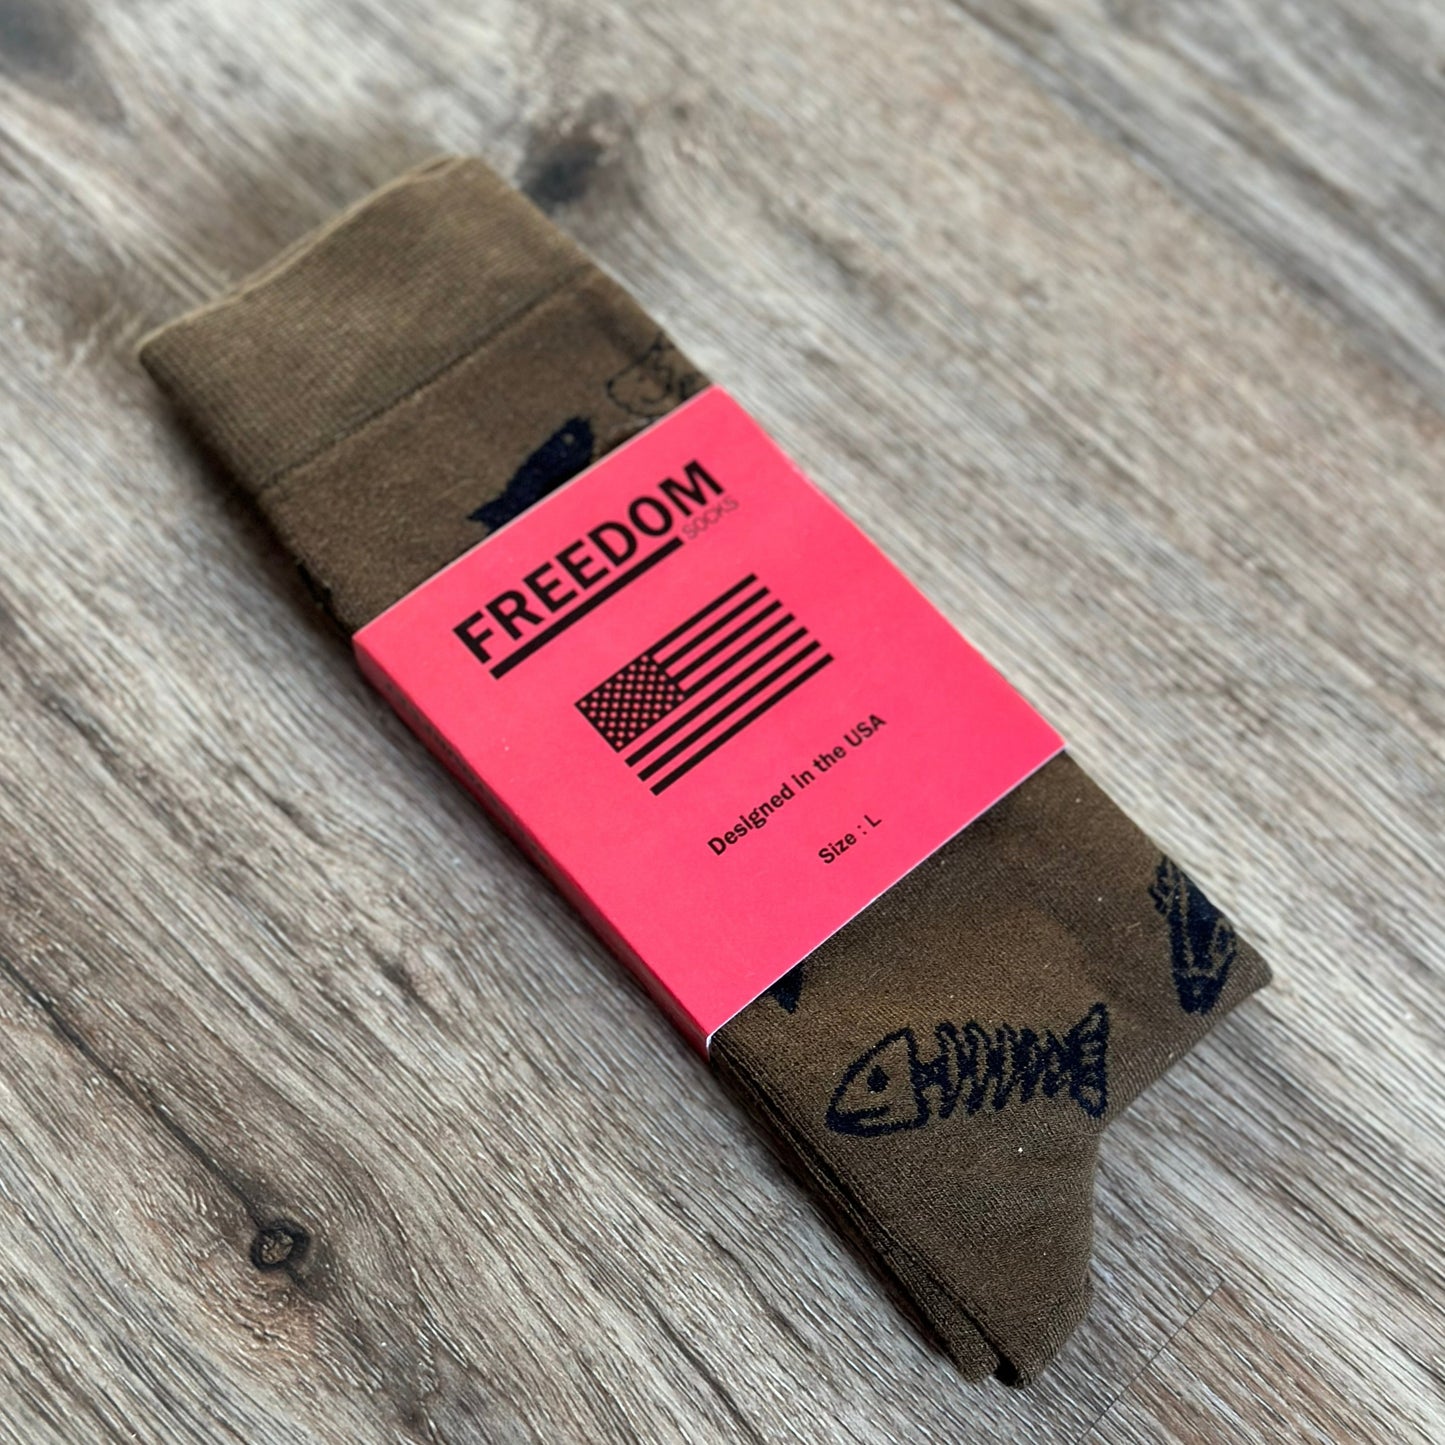 FREEDOM
SOCKS
Designed in the USA
Size : L